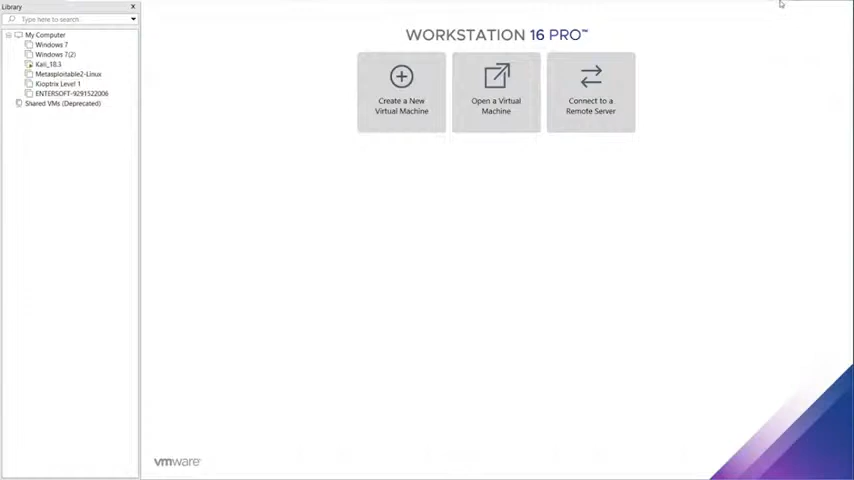 Library
Type here to search
My Computer
Windows 7
Windows 7(2)
Kali_18.3
Metasploitable2-Linux
Kioptrix Level 1
ENTERSOFT-9291522006
Shared VMs (Deprecated)
WORKSTATION 16 PRO™
Create a New
Virtual Machine
Open a Virtual
Machine
Connect to a
Remote Server
vmware®